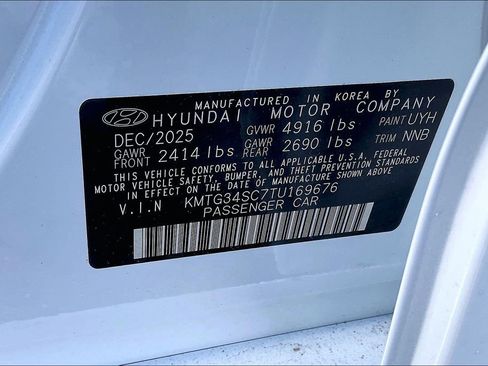 MANUFACTURED IN KOREA BY
HYUNDAI MOTOR COMPANY
DEC/2025 GVWR 4916 lbs PAINT UYH
GAWR FRONT 2414 lbs GAWR REAR 2690 lbs TRIM NNB
THIS VEHICLE CONFORMS TO ALL APPLICABLE U.S.A. FEDERAL
MOTOR VEHICLE SAFETY, BUMPER, AND THEFT PREVENTION STANDARDS
IN EFFECT ON THE DATE OF MANUFACTURE SHOWN ABOVE.
V.I.N KMTG34SC7TU169676
PASSENGER CAR